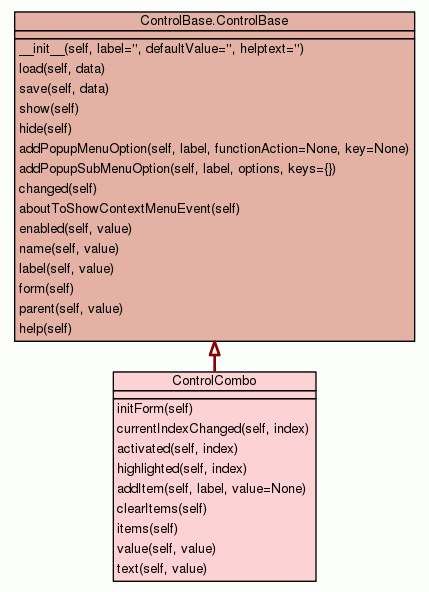 ControlBase.ControlBase
__init__(self, label='', defaultValue='', helptext='')
load(self, data)
save(self, data)
show(self)
hide(self)
addPopupMenuOption(self, label, functionAction=None, key=None)
addPopupSubMenuOption(self, label, options, keys={})
changed(self)
aboutToShowContextMenuEvent(self)
enabled(self, value)
name(self, value)
label(self, value)
form(self)
parent(self, value)
help(self)
ControlCombo
initForm(self)
currentIndexChanged(self, index)
activated(self, index)
highlighted(self, index)
addItem(self, label, value=None)
clearItems(self)
items(self)
value(self, value)
text(self, value)